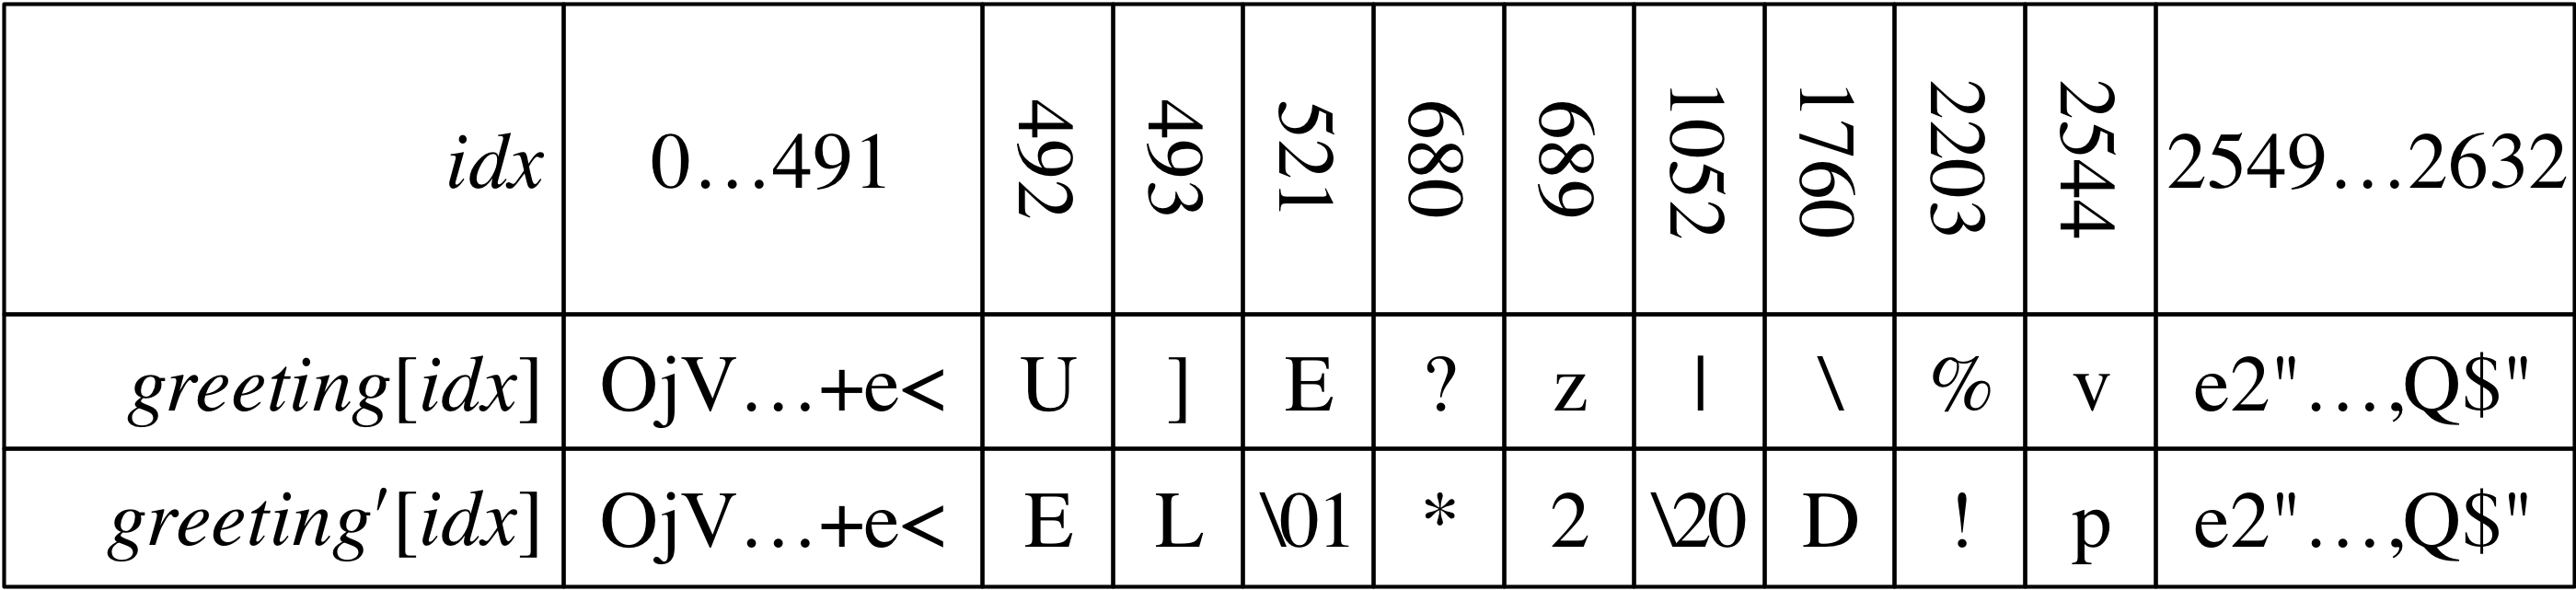 idx 0…491 492 493 521 680 689 1052 1760 2203 2544 2549…2632
greeting[idx] OjV…+e< U ] E ? z | \ % v e2"…,Q$"
greeting′[idx] OjV…+e< E L \01 * 2 \20 D ! p e2"…,Q$"